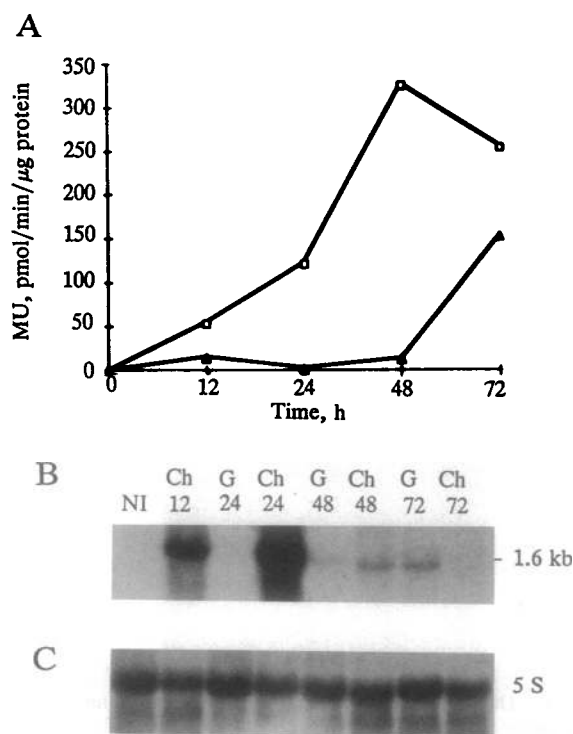 A
MU, pmol/min/μg protein
350
300
250
200
150
100
50
0
0 12 24 48 72
Time, h
B
Ch G Ch G Ch G Ch
NI 12 24 24 48 48 72 72
- 1.6 kb
C
5 S